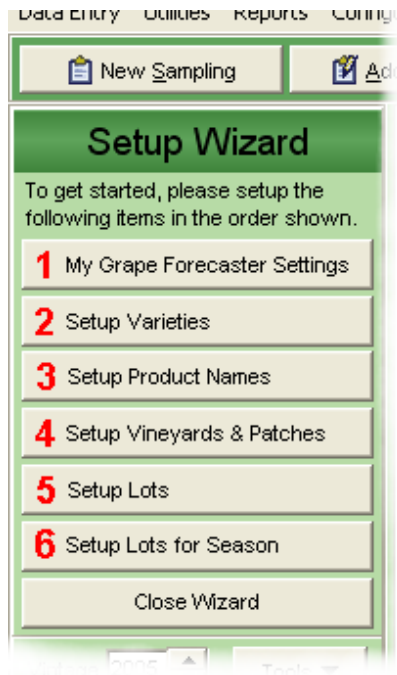 Data Entry Utilities Reports
New Sampling
Setup Wizard
To get started, please setup the
following items in the order shown.
1 My Grape Forecaster Settings
2 Setup Varieties
3 Setup Product Names
4 Setup Vineyards & Patches
5 Setup Lots
6 Setup Lots for Season
Close Wizard
2005 Tools